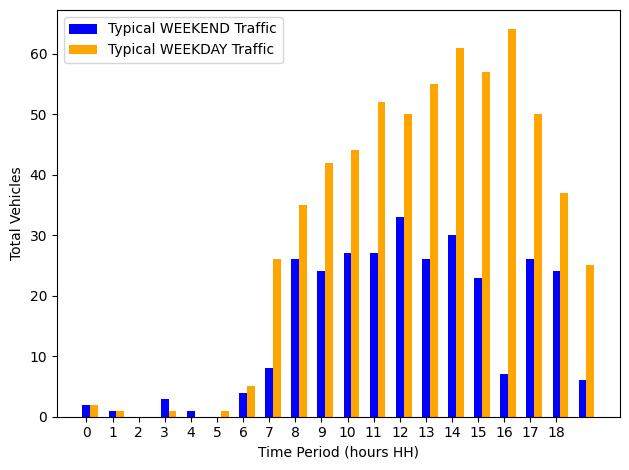 Typical WEEKEND Traffic
Typical WEEKDAY Traffic
60
50
40
30
20
10
0
Total Vehicles
0 1 2 3 4 5 6 7 8 9 10 11 12 13 14 15 16 17 18
Time Period (hours HH)